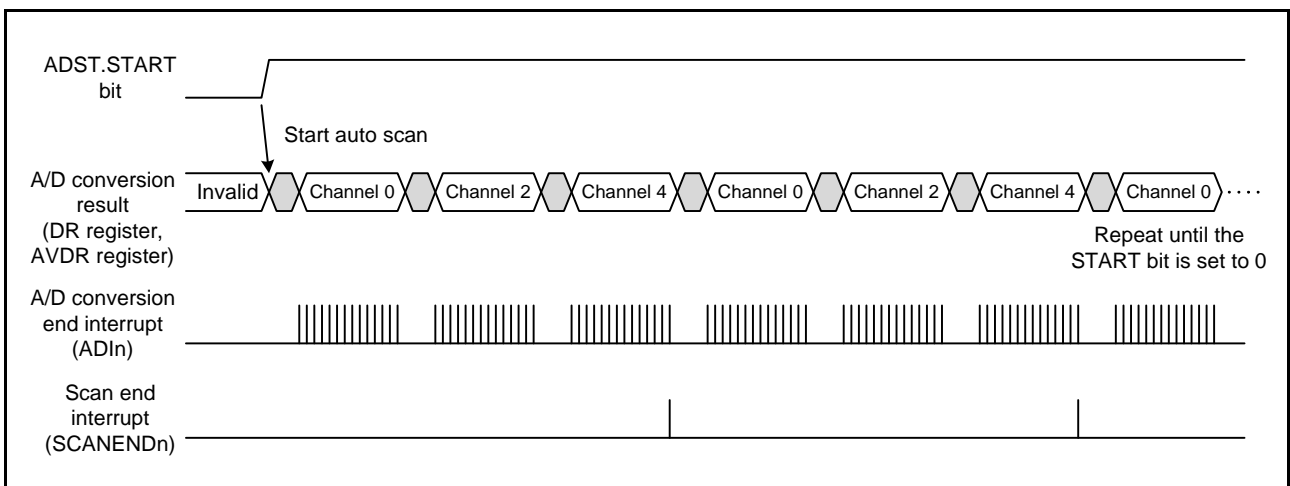 ADST.START
bit
Start auto scan
A/D conversion
result
(DR register,
AVDR register)
Invalid Channel 0 Channel 2 Channel 4 Channel 0 Channel 2 Channel 4 Channel 0 ····
Repeat until the
START bit is set to 0
A/D conversion
end interrupt
(ADIn)
Scan end
interrupt
(SCANENDn)